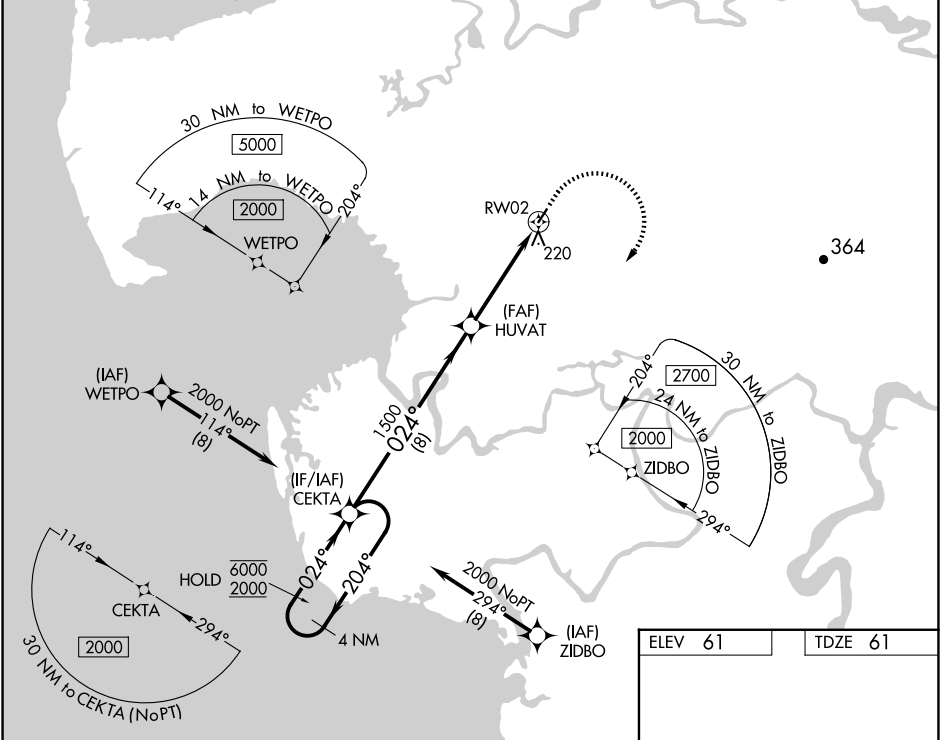 30 NM to WETPO
5000
14 NM to WETPO
2000
114°
204°
WETPO
RW02
220
364
(FAF)
HUVAT
(IAF)
WETPO
2000 NoPT
114°
(8)
1500
024°
(8)
204°
2700
30 NM to ZIDBO
24 NM to ZIDBO
2000
ZIDBO
294°
(IF/IAF)
CEKTA
114°
CEKTA
294°
2000
30 NM to CEKTA (NoPT)
HOLD
6000
2000
024°
204°
4 NM
2000 NoPT
294°
(8)
(IAF)
ZIDBO
ELEV 61
TDZE 61